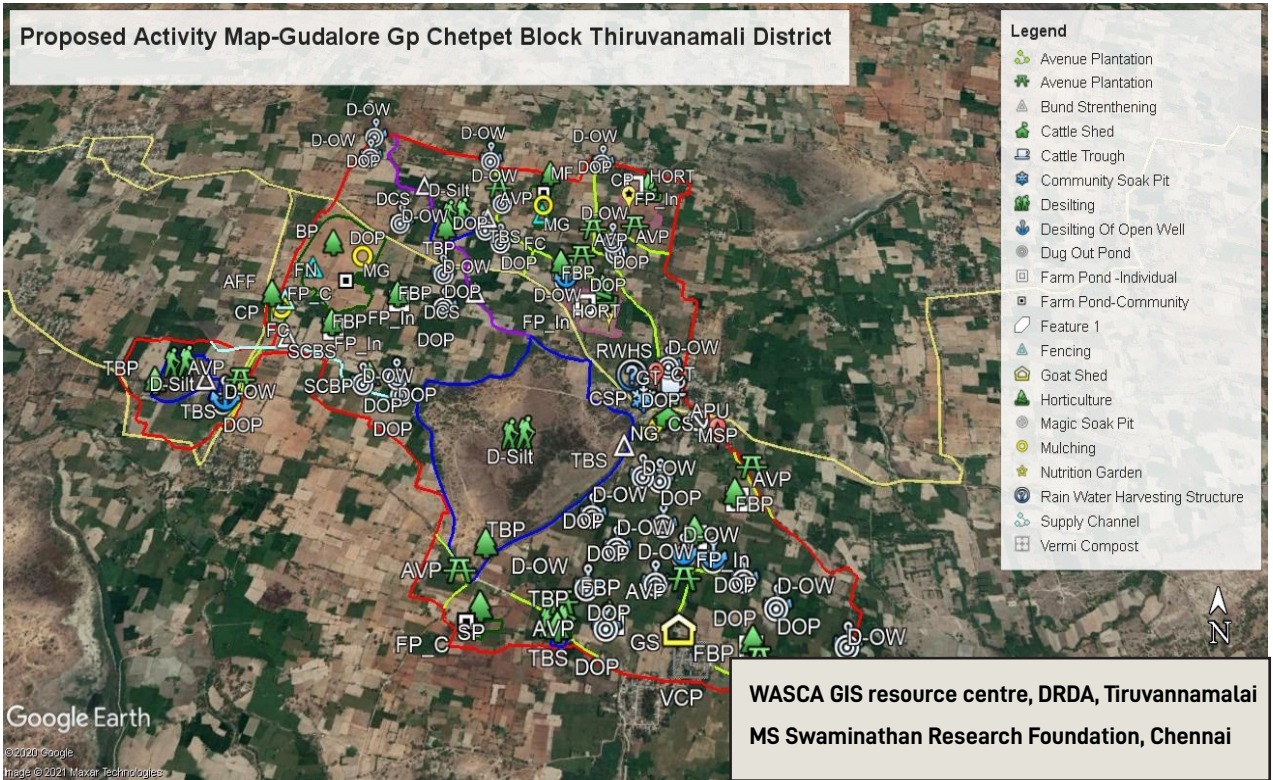 Proposed Activity Map-Gudalore Gp Chetpet Block Thiruvanamali District
Legend
Avenue Plantation
Avenue Plantation
Bund Strenthening
Cattle Shed
Cattle Trough
Community Soak Pit
Desilting
Desilting Of Open Well
Dug Out Pond
Farm Pond -Individual
Farm Pond-Community
Feature 1
Fencing
Goat Shed
Horticulture
Magic Soak Pit
Mulching
Nutrition Garden
Rain Water Harvesting Structure
Supply Channel
Vermi Compost
D-OW
D-OW
DOP
D-OW
D-OW
D-OW
DOP
MF
CP
HORT
FP_In
DCS
D-Silt
D-OW
AVP
MG
DOP
TBS
FC
D-OW
AVP
AVP
BP
DOP
TBP
DOP
DOP
FN
MG
D-OW
FBP
AFF
FP_C
FBP
DOP
DOP
CP
FP_In
DCS
D-OW
HORT
FC
FBP
FP_In
DOP
FP_In
SCBS
RWHS
D-OW
TBP
AVP
D-Silt
SCBP
D-OW
GT
CT
D-OW
DOP
DOP
CSP
DOP
TBS
DOP
DOP
CS
APU
NG
MSP
D-Silt
TBS
D-OW
AVP
D-OW
DOP
FBP
DOP
D-OW
D-OW
TBP
DOP
D-OW
FP_In
AVP
D-OW
FBP
AVP
DOP
D-OW
TBP
DOP
DOP
DOP
SP
AVP
FP_C
GS
FBP
D-OW
TBS
DOP
VCP
N
WASCA GIS resource centre, DRDA, Tiruvannamalai
MS Swaminathan Research Foundation, Chennai
Google Earth
© 2020 Google
Image © 2021 Maxar Technologies